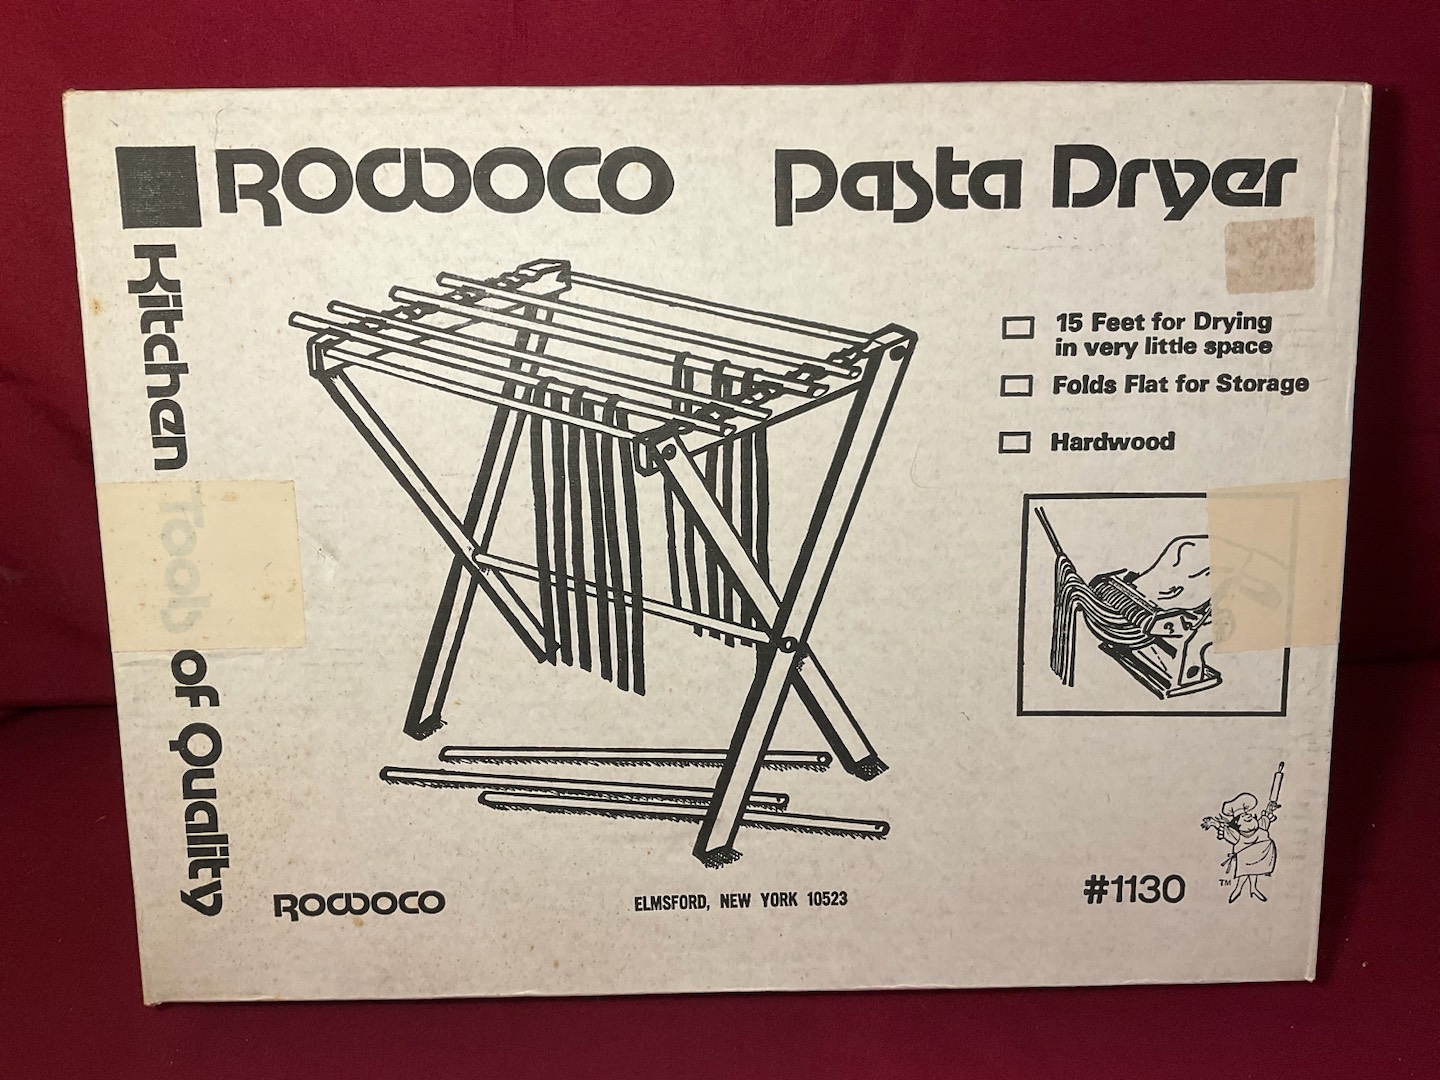 ROWOCO
Pasta Dryer
Kitchen Tools of Quality
15 Feet for Drying
in very little space
Folds Flat for Storage
Hardwood
ROWOCO
ELMSFORD, NEW YORK 10523
#1130
TM